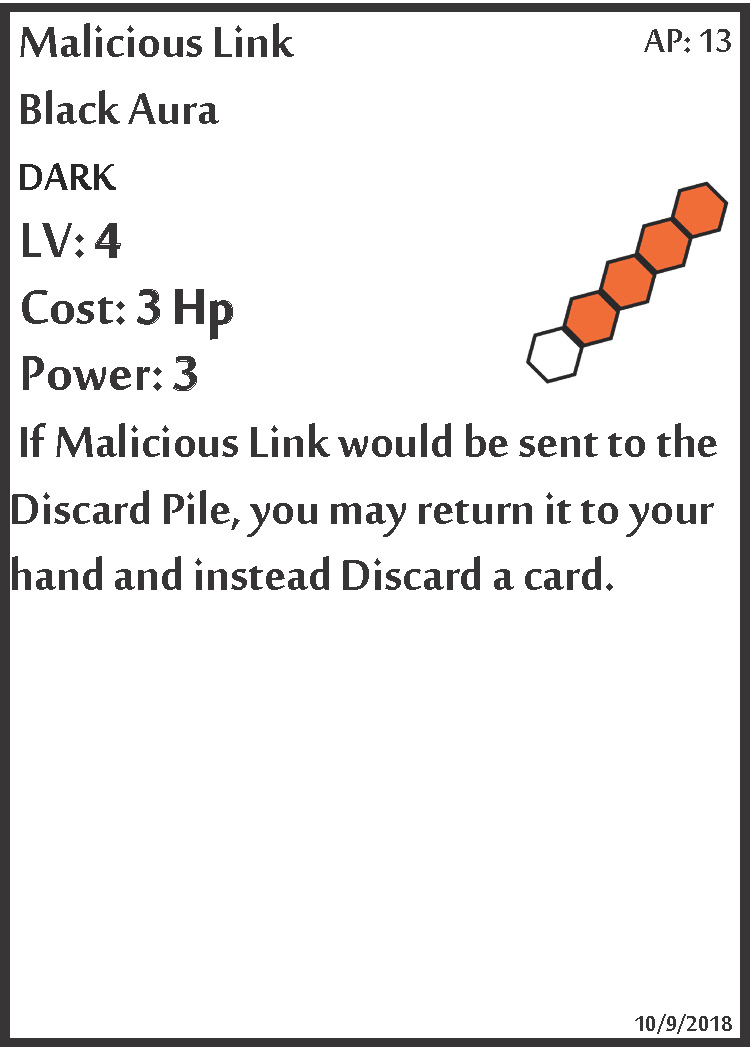 Malicious Link
AP: 13
Black Aura
DARK
LV: 4
Cost: 3 Hp
Power: 3
If Malicious Link would be sent to the
Discard Pile, you may return it to your
hand and instead Discard a card.
10/9/2018